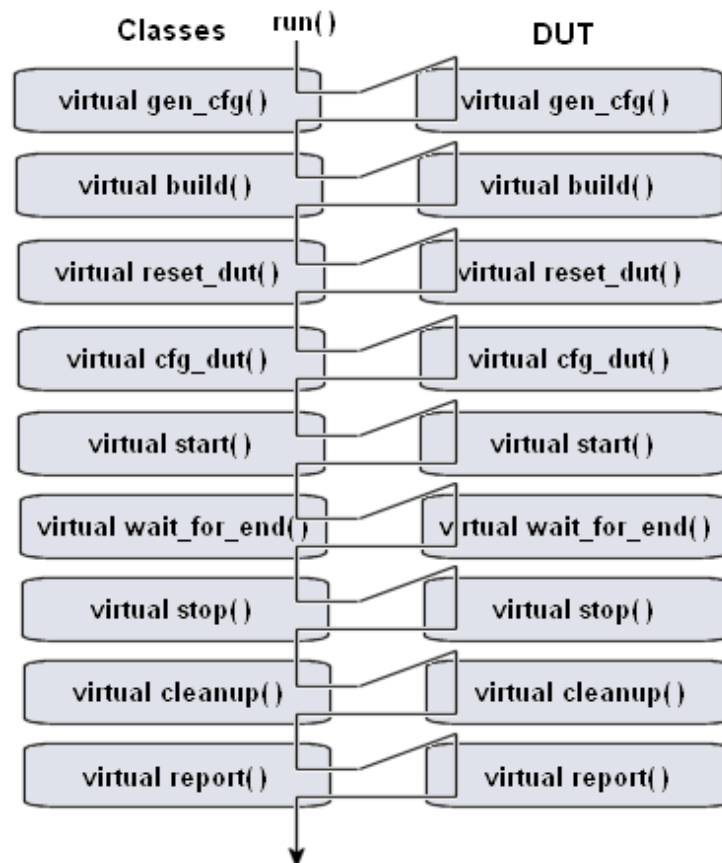 Classes run() DUT
virtual gen_cfg() virtual gen_cfg()
virtual build() virtual build()
virtual reset_dut() virtual reset_dut()
virtual cfg_dut() virtual cfg_dut()
virtual start() virtual start()
virtual wait_for_end() virtual wait_for_end()
virtual stop() virtual stop()
virtual cleanup() virtual cleanup()
virtual report() virtual report()